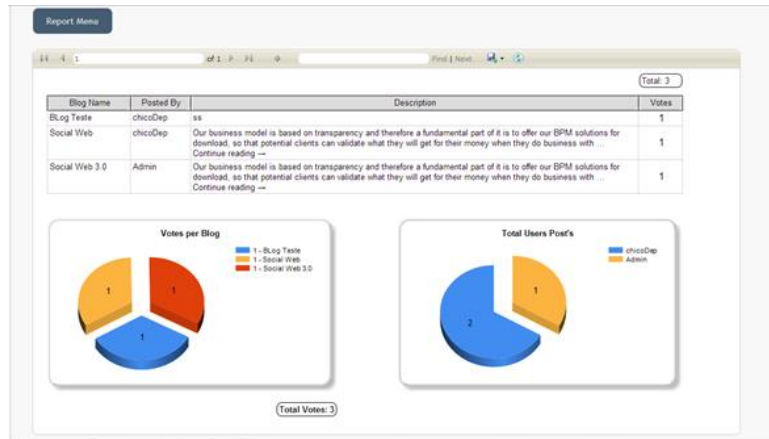 Report Menu
1 of 1 Find | Next
Total: 3
Blog Name Posted By Description Votes
BLog Teste chicoDep ss 1
Social Web chicoDep Our business model is based on transparency and therefore a fundamental part of it is to offer our BPM solutions for
download, so that potential clients can validate what they will get for their money when they do business with … 1
Continue reading →
Social Web 3.0 Admin Our business model is based on transparency and therefore a fundamental part of it is to offer our BPM solutions for
download, so that potential clients can validate what they will get for their money when they do business with … 1
Continue reading →
Votes per Blog
1 - BLog Teste
1 - Social Web
1 - Social Web 3.0
1
1
1
Total Users Post's
chicoDep
Admin
1
2
Total Votes: 3